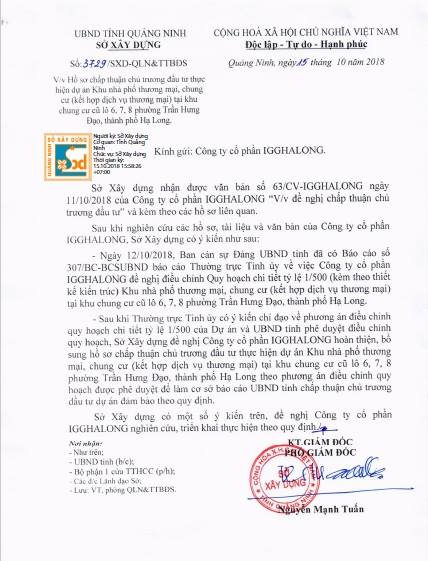 UBND TỈNH QUẢNG NINH
SỞ XÂY DỰNG
CỘNG HOÀ XÃ HỘI CHỦ NGHĨA VIỆT NAM
Độc lập - Tự do - Hạnh phúc
Số: 3729/SXD-QLN&TTBĐS
Quảng Ninh, ngày 15 tháng 10 năm 2018
V/v Hồ sơ chấp thuận chủ trương đầu tư thực
hiện dự án Khu nhà phố thương mại, chung
cư (kết hợp dịch vụ thương mại) tại khu
chung cư cũ lô 6, 7, 8 phường Trần Hưng
Đạo, thành phố Hạ Long.
SỞ XÂY DỰNG
QUẢNG NINH
Người ký: Sở Xây dựng
Cơ quan: Tỉnh Quảng
Ninh
Chức vụ: Sở Xây dựng
Thời gian ký:
15.10.2018 15:58:26
+07:00
Kính gửi: Công ty cổ phần IGGHALONG.
Sở Xây dựng nhận được văn bản số 63/CV-IGGHALONG ngày
11/10/2018 của Công ty cổ phần IGGHALONG “V/v đề nghị chấp thuận chủ
trương đầu tư” và kèm theo các hồ sơ liên quan.
Sau khi nghiên cứu các hồ sơ, tài liệu và văn bản của Công ty cổ phần
IGGHALONG, Sở Xây dựng có ý kiến như sau:
- Ngày 12/10/2018, Ban cán sự Đảng UBND tỉnh đã có Báo cáo số
307/BC-BCSUBND báo cáo Thường trực Tỉnh ủy về việc Công ty cổ phần
IGGHALONG đề nghị điều chỉnh Quy hoạch chi tiết tỷ lệ 1/500 (kèm theo thiết
kế kiến trúc) Khu nhà phố thương mại, chung cư (kết hợp dịch vụ thương mại)
tại khu chung cư cũ lô 6, 7, 8 phường Trần Hưng Đạo, thành phố Hạ Long.
- Sau khi Thường trực Tỉnh ủy có ý kiến chỉ đạo về phương án điều chỉnh
quy hoạch chi tiết tỷ lệ 1/500 của Dự án và UBND tỉnh phê duyệt điều chỉnh
quy hoạch, Sở Xây dựng đề nghị Công ty cổ phần IGGHALONG hoàn thiện, bổ
sung hồ sơ chấp thuận chủ trương đầu tư thực hiện dự án Khu nhà phố thương
mại, chung cư (kết hợp dịch vụ thương mại) tại khu chung cư cũ lô 6, 7, 8
phường Trần Hưng Đạo, thành phố Hạ Long theo phương án điều chỉnh quy
hoạch được phê duyệt để làm cơ sở báo cáo UBND tỉnh chấp thuận chủ trương
đầu tư dự án đảm bảo theo quy định.
Sở Xây dựng có một số ý kiến trên, đề nghị Công ty cổ phần
IGGHALONG nghiên cứu, triển khai thực hiện theo quy định./.
Nơi nhận:
- Như trên;
- UBND tỉnh (b/c);
- Bộ phận 1 cửa TTHCC (p/h);
- Các đ/c Lãnh đạo Sở;
- Lưu: VT, phòng QLN&TTBĐS.
KT.GIÁM ĐỐC
PHÓ GIÁM ĐỐC
SỞ
XÂY DỰNG
TỈNH QUẢNG NINH
Nguyễn Mạnh Tuấn